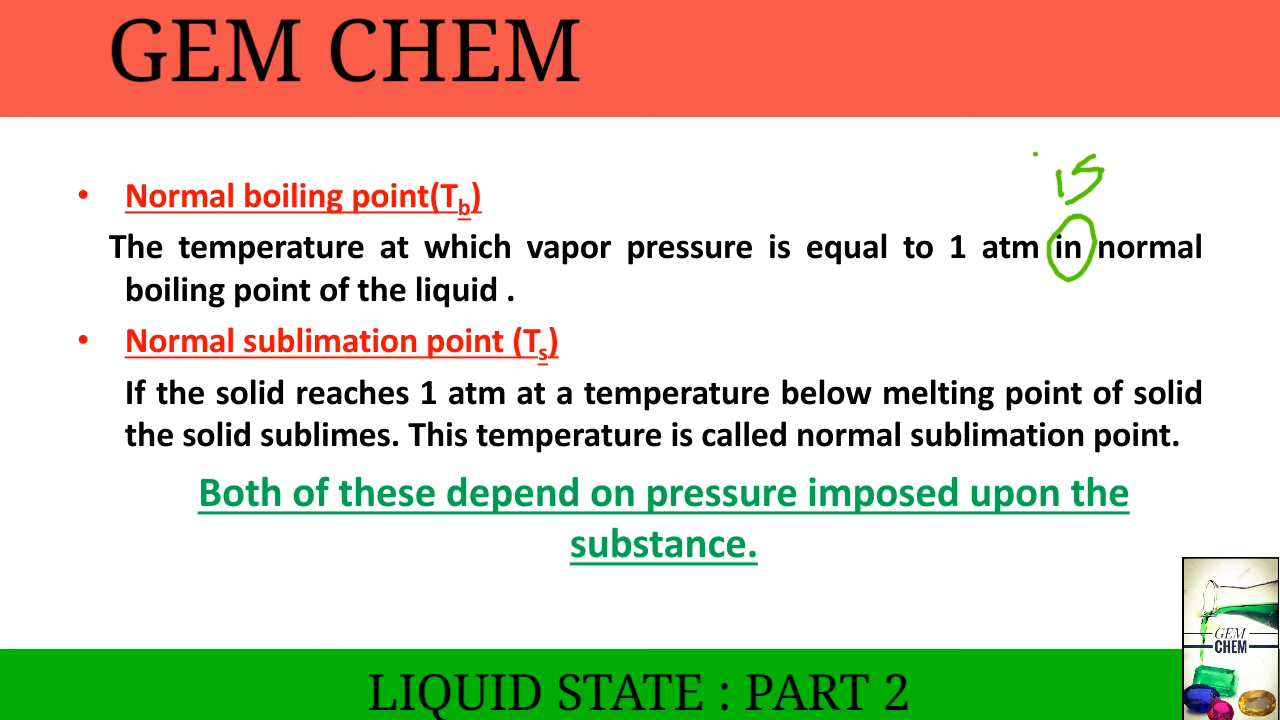 GEM CHEM
is
• Normal boiling point(Tb)
The temperature at which vapor pressure is equal to 1 atm in normal
boiling point of the liquid .
• Normal sublimation point (Ts)
If the solid reaches 1 atm at a temperature below melting point of solid
the solid sublimes. This temperature is called normal sublimation point.
Both of these depend on pressure imposed upon the
substance.
GEM
CHEM
LIQUID STATE : PART 2